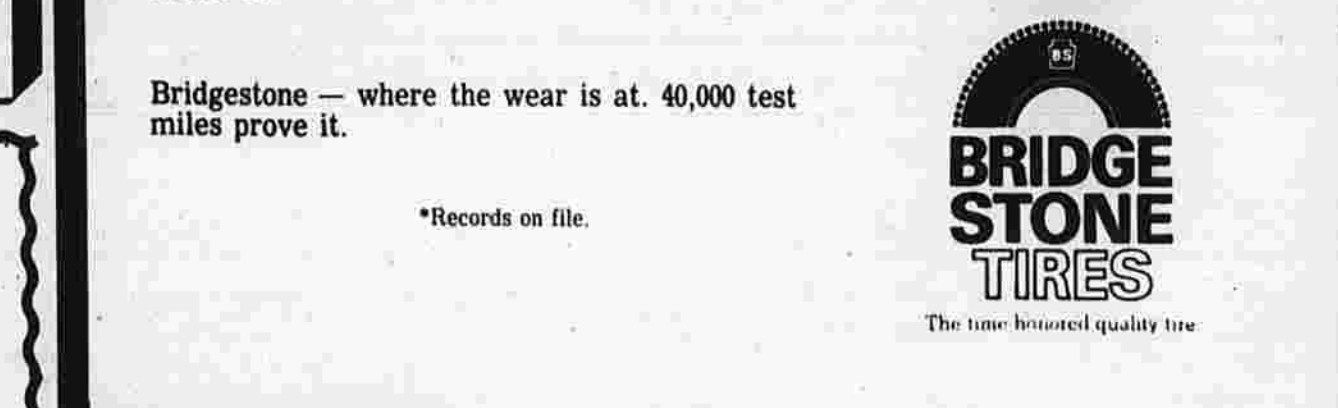 Bridgestone — where the wear is at. 40,000 test
miles prove it.
*Records on file.
BS
BRIDGE
STONE
TIRES
The time honored quality tire